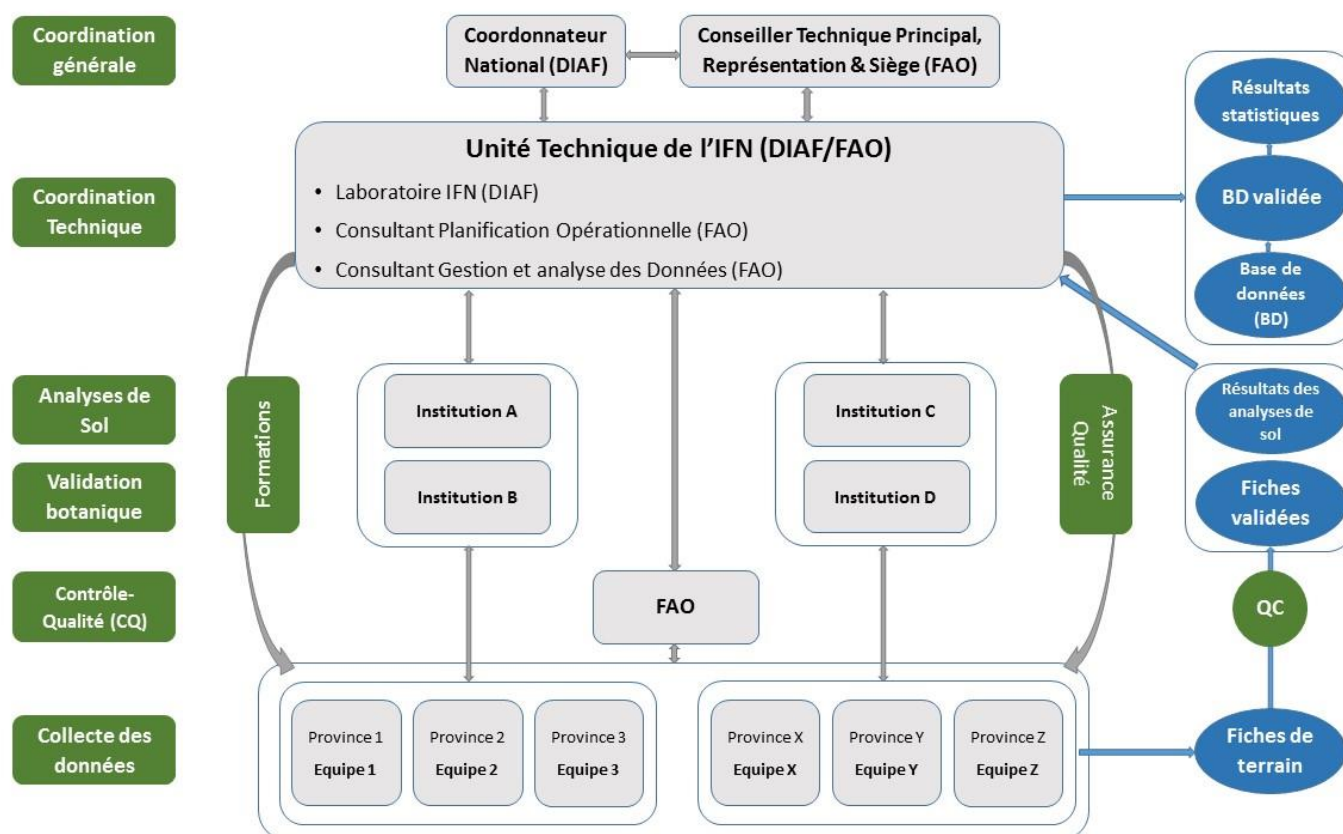 Coordination
générale
Coordonnateur
National (DIAF)
Conseiller Technique Principal,
Représentation & Siège (FAO)
Résultats
statistiques
BD validée
Base de
données
(BD)
Coordination
Technique
Unité Technique de l'IFN (DIAF/FAO)
• Laboratoire IFN (DIAF)
• Consultant Planification Opérationnelle (FAO)
• Consultant Gestion et analyse des Données (FAO)
Analyses de
Sol
Validation
botanique
Formations
Institution A
Institution B
Institution C
Institution D
Assurance
Qualité
Résultats des
analyses de
sol
Fiches
validées
Contrôle-
Qualité (CQ)
FAO
QC
Collecte des
données
Province 1
Equipe 1
Province 2
Equipe 2
Province 3
Equipe 3
Province X
Equipe X
Province Y
Equipe Y
Province Z
Equipe Z
Fiches de
terrain